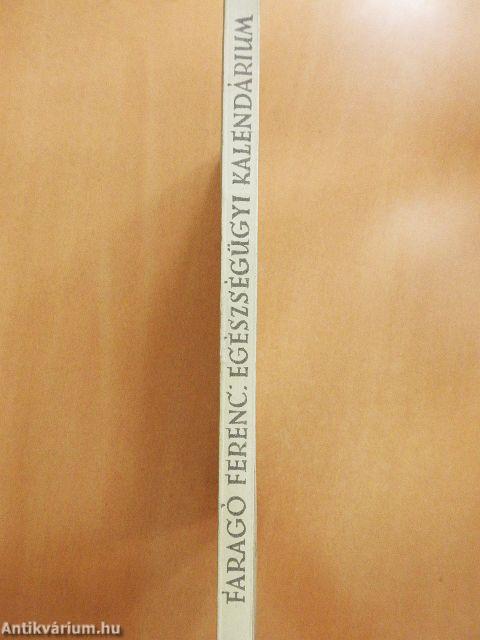 FARAGÓ FERENC: EGÉSZSÉGÜGYI KALENDÁRIUM
Antikvárium.hu